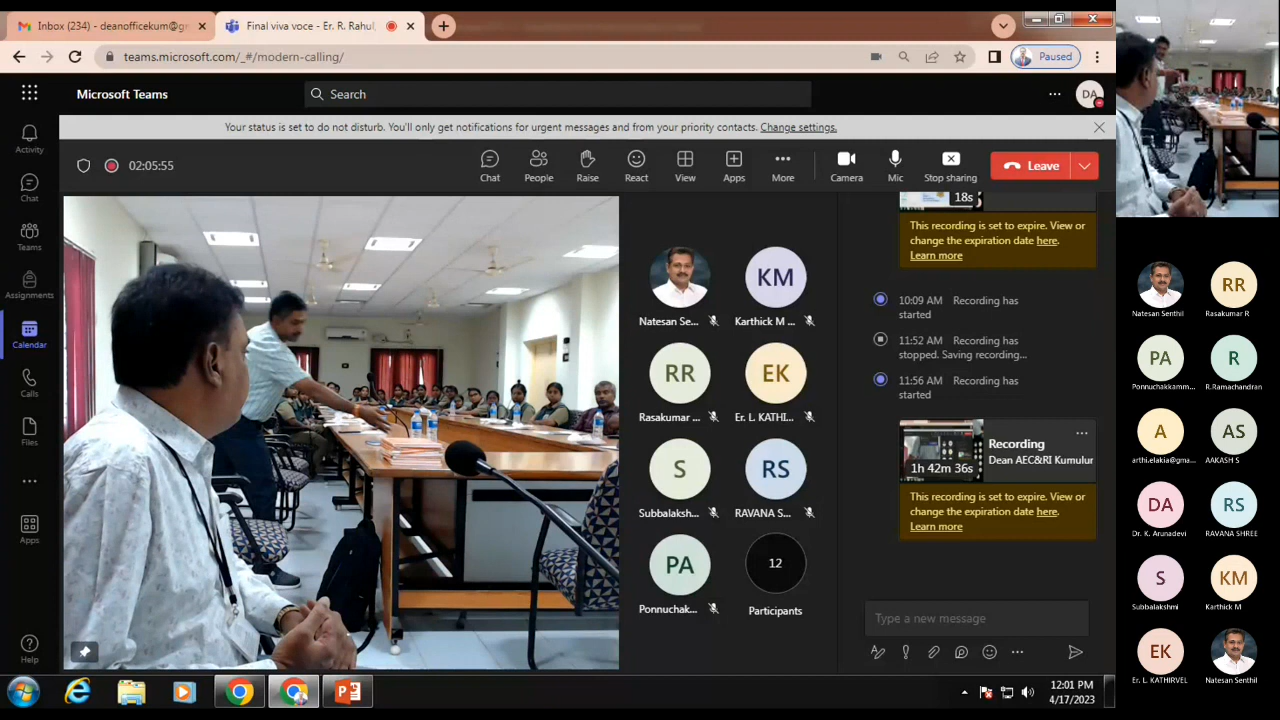 Inbox (234) - deanofficekum@gm
Final viva voce - Er. R. Rahul,
teams.microsoft.com/_#/modern-calling/
Paused
Microsoft Teams
Search
DA
Your status is set to do not disturb. You'll only get notifications for urgent messages and from your priority contacts. Change settings.
02:05:55
Chat
People
Raise
React
View
Apps
More
Camera
Mic
Stop sharing
Leave
Activity
Chat
Teams
Assignments
Calendar
Calls
Files
Apps
Help
Natesan Se...
KM
Karthick M ...
RR
Rasakumar ...
EK
Er. L. KATHI...
S
Subbalaksh...
RS
RAVANA S...
PA
Ponnuchak...
12
Participants
18s
This recording is set to expire. View or
change the expiration date here.
Learn more
10:09 AM Recording has
started
11:52 AM Recording has
stopped. Saving recording...
11:56 AM Recording has
started
1h 42m 36s
Recording
Dean AEC&RI Kumulur
This recording is set to expire. View or
change the expiration date here.
Learn more
Type a new message
12:01 PM
4/17/2023
Natesan Senthil
RR
Rasakumar R
PA
Ponnuchakkamm...
R
R.Ramachandran
A
arthi.elakia@gma...
AS
AAKASH S
DA
Dr. K. Arunadevi
RS
RAVANA SHREE
S
Subbalakshmi
KM
Karthick M
EK
Er. L. KATHIRVEL
Natesan Senthil